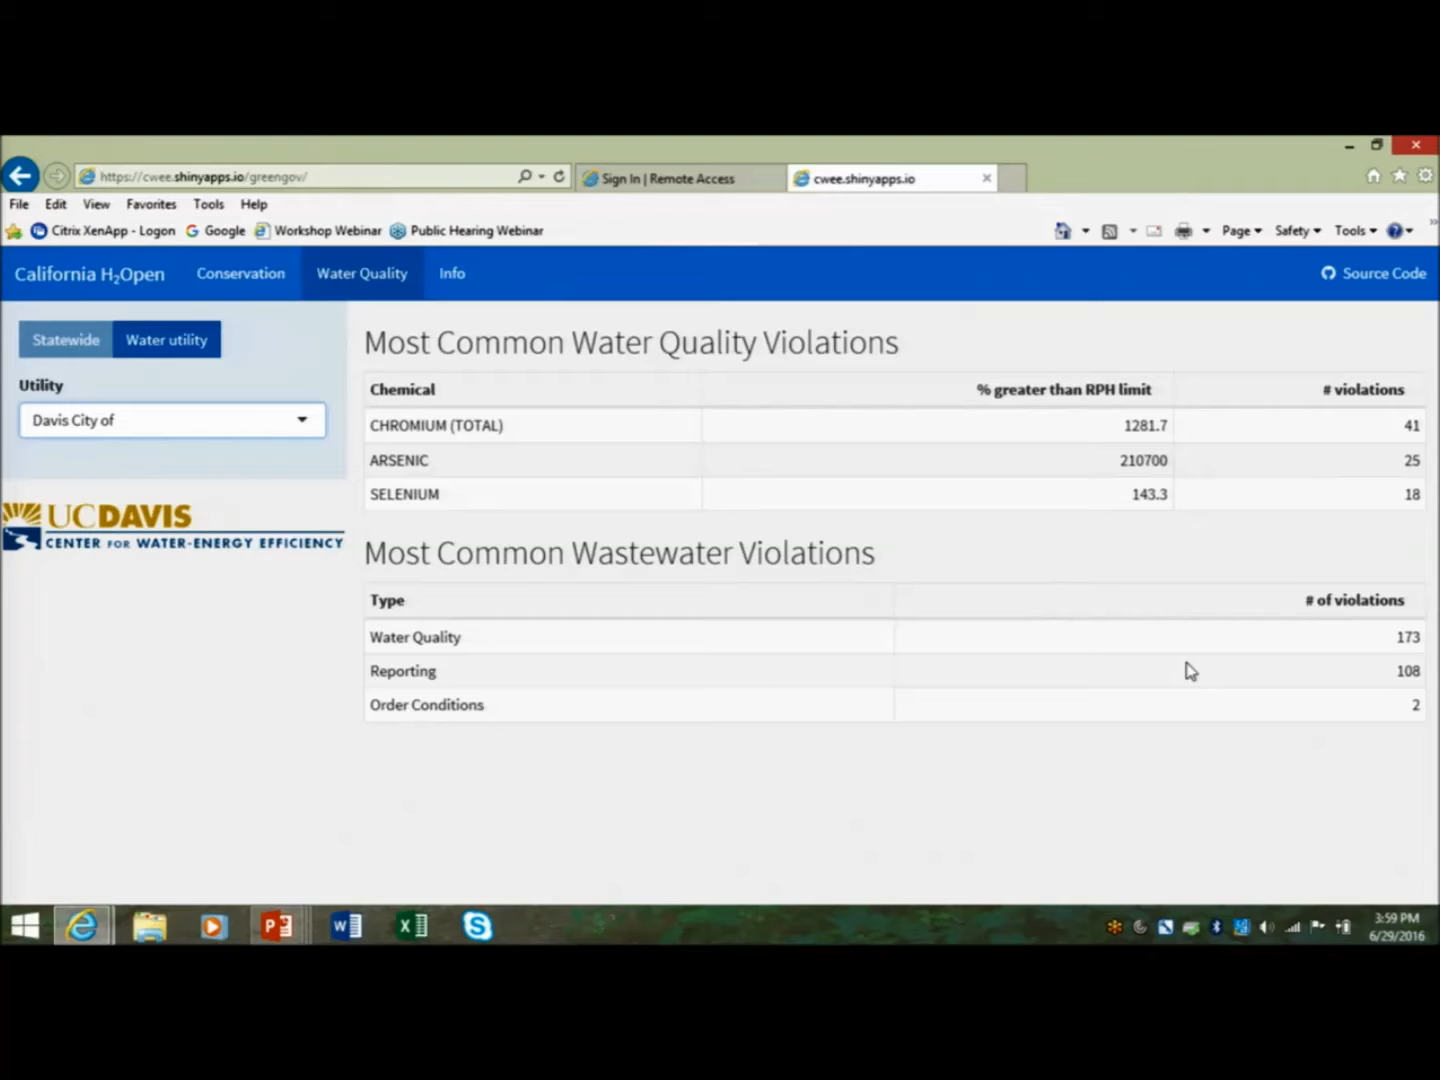 https://cwee.shinyapps.io/greengov/
Sign In | Remote Access
cwee.shinyapps.io
File Edit View Favorites Tools Help
Citrix XenApp - Logon Google Workshop Webinar Public Hearing Webinar Page Safety Tools
California H₂Open Conservation Water Quality Info Source Code
Statewide Water utility
Utility
Davis City of
UCDAVIS
CENTER FOR WATER-ENERGY EFFICIENCY
Most Common Water Quality Violations
Chemical % greater than RPH limit # violations
CHROMIUM (TOTAL) 1281.7 41
ARSENIC 210700 25
SELENIUM 143.3 18
Most Common Wastewater Violations
Type # of violations
Water Quality 173
Reporting 108
Order Conditions 2
3:59 PM
6/29/2016